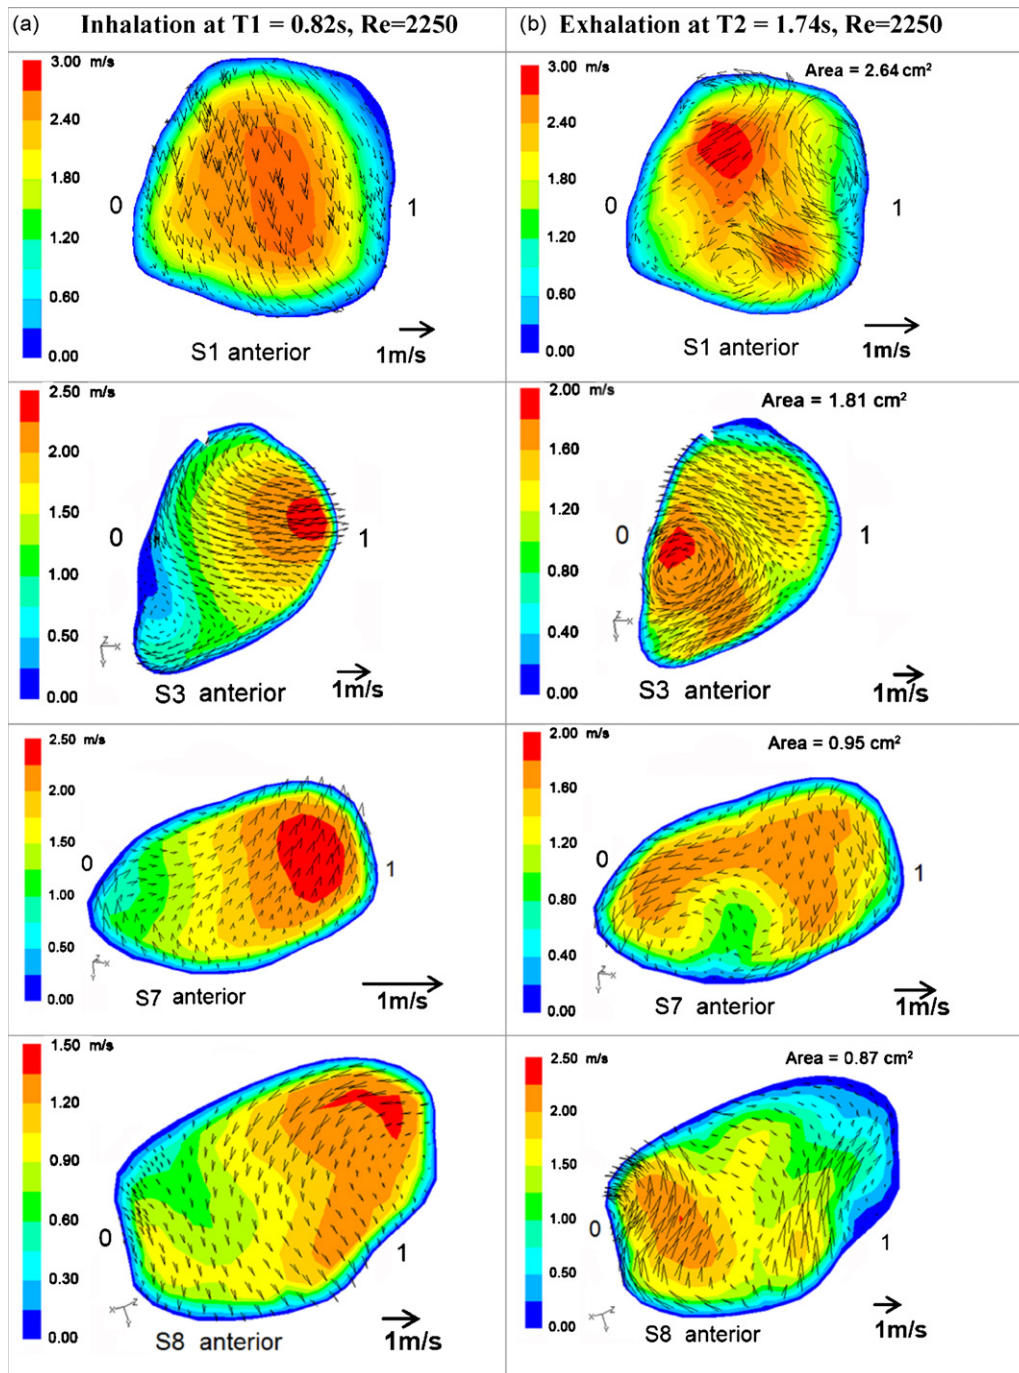 (a) Inhalation at T1 = 0.82s, Re=2250
(b) Exhalation at T2 = 1.74s, Re=2250
3.00 m/s
2.40
1.80
1.20
0.60
0.00
0
1
S1 anterior
1m/s
3.00 m/s
Area = 2.64 cm²
2.40
1.80
1.20
0.60
0.00
0
1
S1 anterior
1m/s
2.50 m/s
2.00
1.50
1.00
0.50
0.00
0
1
Z
X
Y
S3 anterior
1m/s
2.00 m/s
Area = 1.81 cm²
1.60
1.20
0.80
0.40
0.00
0
1
Z
X
Y
S3 anterior
1m/s
2.50 m/s
2.00
1.50
1.00
0.50
0.00
0
1
Z
X
Y
S7 anterior
1m/s
2.00 m/s
Area = 0.95 cm²
1.60
1.20
0.80
0.40
0.00
0
1
Z
X
Y
S7 anterior
1m/s
1.50 m/s
1.20
0.90
0.60
0.30
0.00
0
1
X
Z
Y
S8 anterior
1m/s
2.50 m/s
Area = 0.87 cm²
2.00
1.50
1.00
0.50
0.00
0
1
X
Z
Y
S8 anterior
1m/s